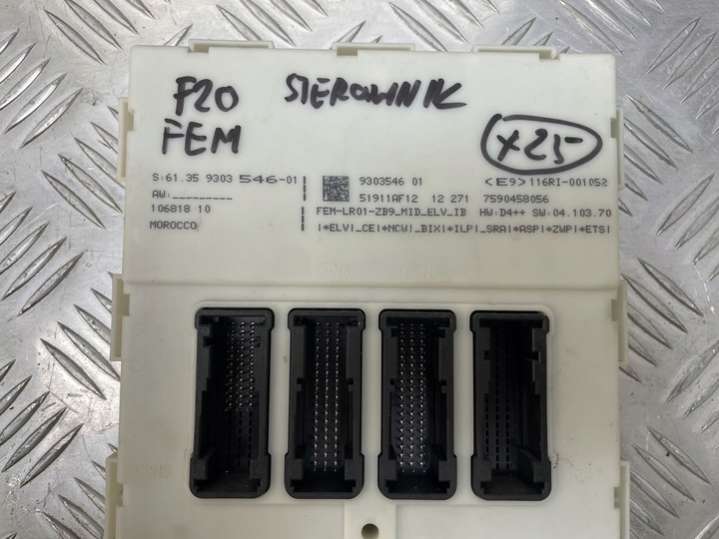 F20 STEROWNIK
FEM
x25
S:61.35 9303 546-01 9303546 01 <E9>116RI-001052
AW:_________ 51911AF12 12 271 7590458056
106818 10 FEM-LR01-ZB9_MID_ELV_IB HW:D4++ SW:04.103.70
MOROCCO |*ELV|_CE|*NCW|_BIX|*ILP|_SRA|*ASP|*ZWP|*ETS|